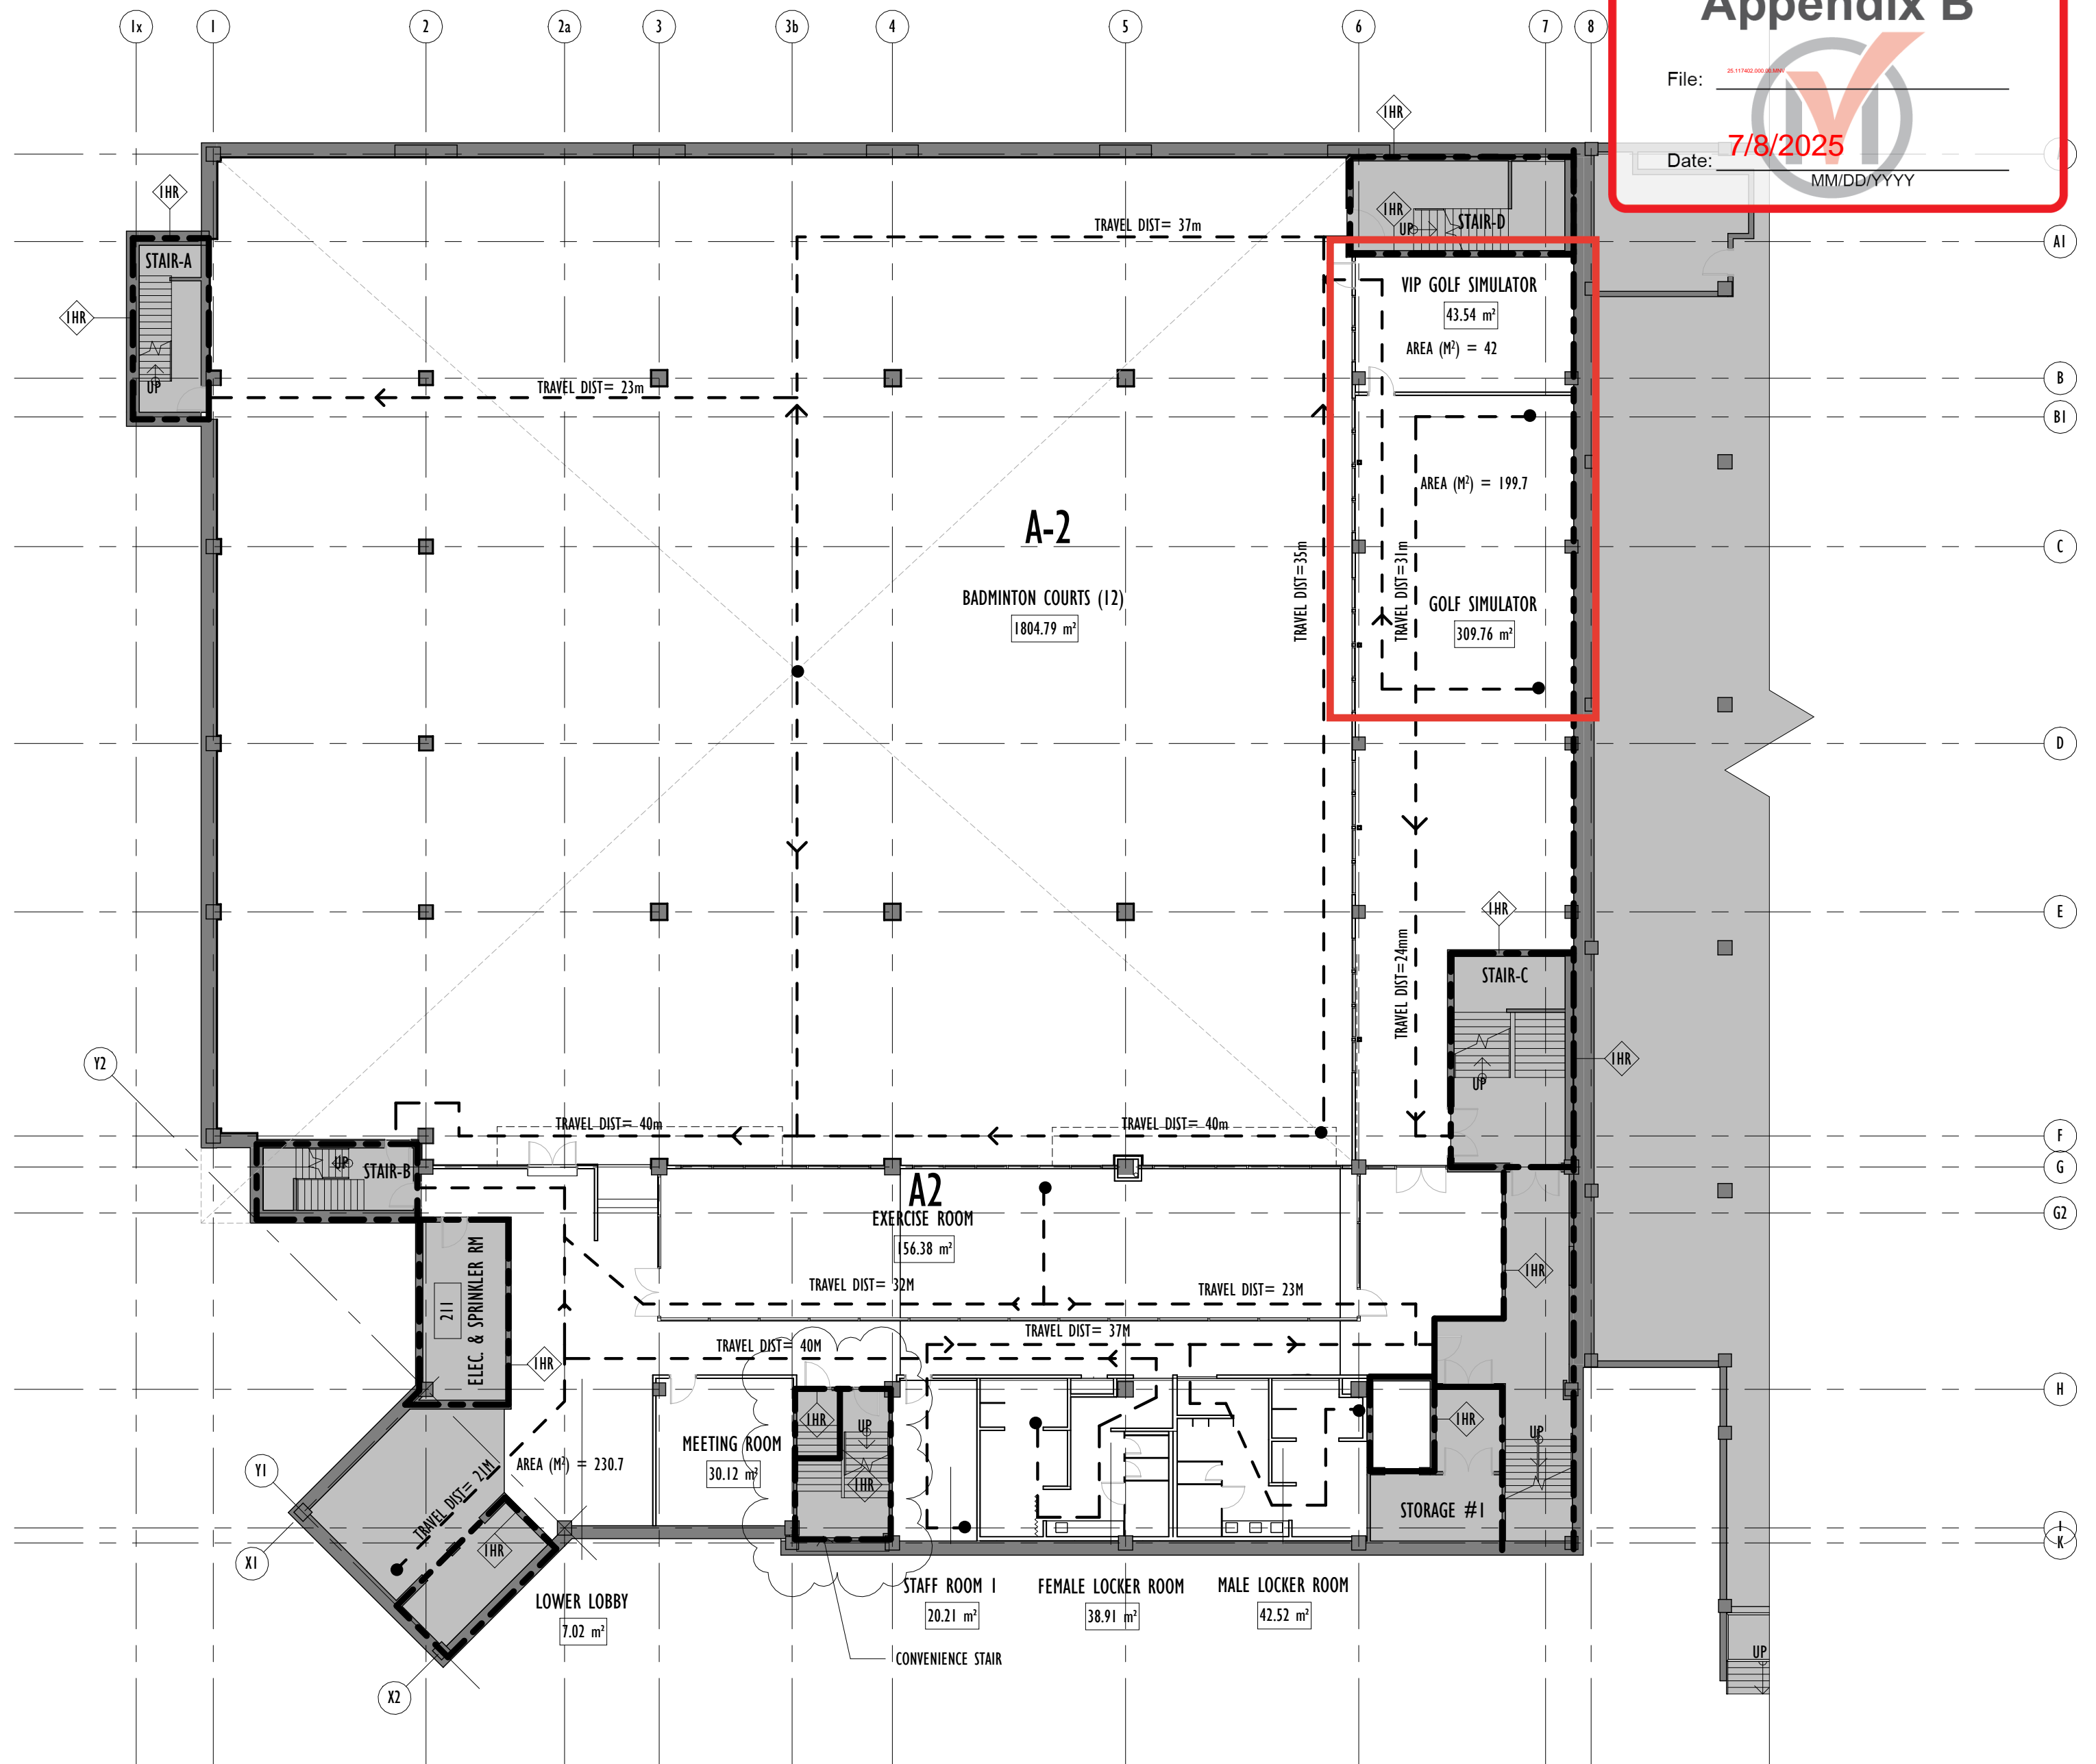 Appendix B
File: 25.117402.000.00.MNV
Date: 7/8/2025
MM/DD/YYYY
1x
1
2
2a
3
3b
4
5
6
7
8
A1
B
B1
C
D
E
F
G
G2
H
I
K
Y2
Y1
X1
X2
1HR
1HR
STAIR-A
1HR
UP
1HR
UP
STAIR-D
TRAVEL DIST= 37m
VIP GOLF SIMULATOR
43.54 m²
AREA (M²) = 42
TRAVEL DIST= 23m
AREA (M²) = 199.7
A-2
BADMINTON COURTS (12)
1804.79 m²
TRAVEL DIST=35m
TRAVEL DIST=31m
GOLF SIMULATOR
309.76 m²
1HR
TRAVEL DIST=24mm
STAIR-C
UP
1HR
TRAVEL DIST= 40m
TRAVEL DIST= 40m
UP
STAIR-B
A2
EXERCISE ROOM
156.38 m²
211
ELEC. & SPRINKLER RM
1HR
TRAVEL DIST= 32M
TRAVEL DIST= 23M
1HR
TRAVEL DIST= 37M
TRAVEL DIST= 40M
MEETING ROOM
30.12 m²
1HR
UP
1HR
1HR
UP
AREA (M²) = 230.7
TRAVEL DIST= 21M
1HR
STORAGE #1
LOWER LOBBY
7.02 m²
STAFF ROOM 1
20.21 m²
FEMALE LOCKER ROOM
38.91 m²
MALE LOCKER ROOM
42.52 m²
CONVENIENCE STAIR
UP